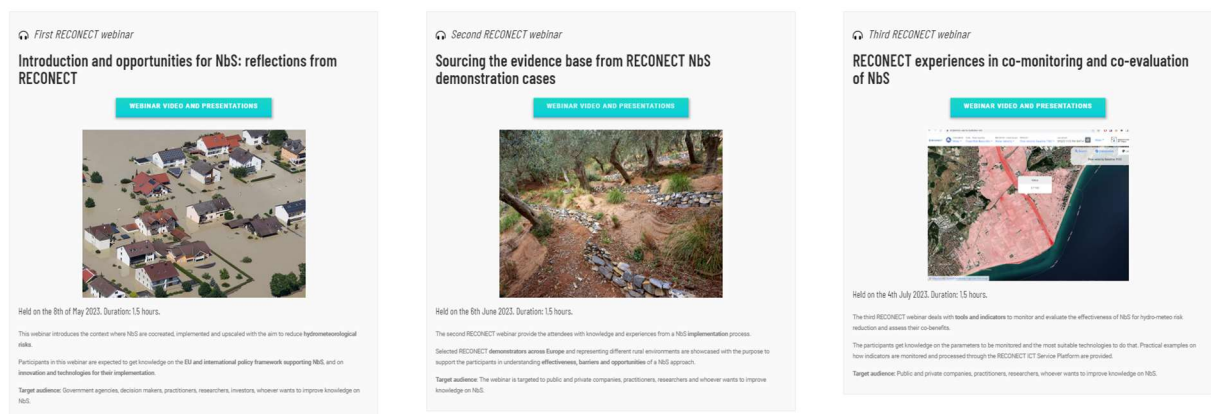 First RECONECT webinar
Introduction and opportunities for NbS: reflections from
RECONECT
WEBINAR VIDEO AND PRESENTATIONS
Held on the 8th of May 2023. Duration: 1,5 hours.
This webinar introduces the context where NbS are cocreated, implemented and upscaled with the aim to reduce hydrometeorological
risks.
Participants in this webinar are expected to get knowledge on the EU and international policy framework supporting NbS, and on
innovation and technologies for their implementation.
Target audience: Government agencies, decision makers, practitioners, researchers, investors, whoever wants to improve knowledge on
NbS.
Second RECONECT webinar
Sourcing the evidence base from RECONECT NbS
demonstration cases
WEBINAR VIDEO AND PRESENTATIONS
Held on the 6th June 2023. Duration: 1,5 hours.
The second RECONECT webinar provide the attendees with knowledge and experiences from a NbS implementation process.
Selected RECONECT demonstrators across Europe and representing different rural environments are showcased with the purpose to
support the participants in understanding effectiveness, barriers and opportunities of a NbS approach.
Target audience: The webinar is targeted to public and private companies, practitioners, researchers and whoever wants to improve
knowledge on NbS.
Third RECONECT webinar
RECONECT experiences in co-monitoring and co-evaluation
of NbS
WEBINAR VIDEO AND PRESENTATIONS
Held on the 4th July 2023. Duration: 1,5 hours.
The third RECONECT webinar deals with tools and indicators to monitor and evaluate the effectiveness of NbS for hydro-meteo risk
reduction and assess their co-benefits.
The participants get knowledge on the parameters to be monitored and the most suitable technologies to do that. Practical examples on
how indicators are monitored and processed through the RECONECT ICT Service Platform are provided.
Target audience: Public and private companies, practitioners, researchers, whoever wants to improve knowledge on NbS.